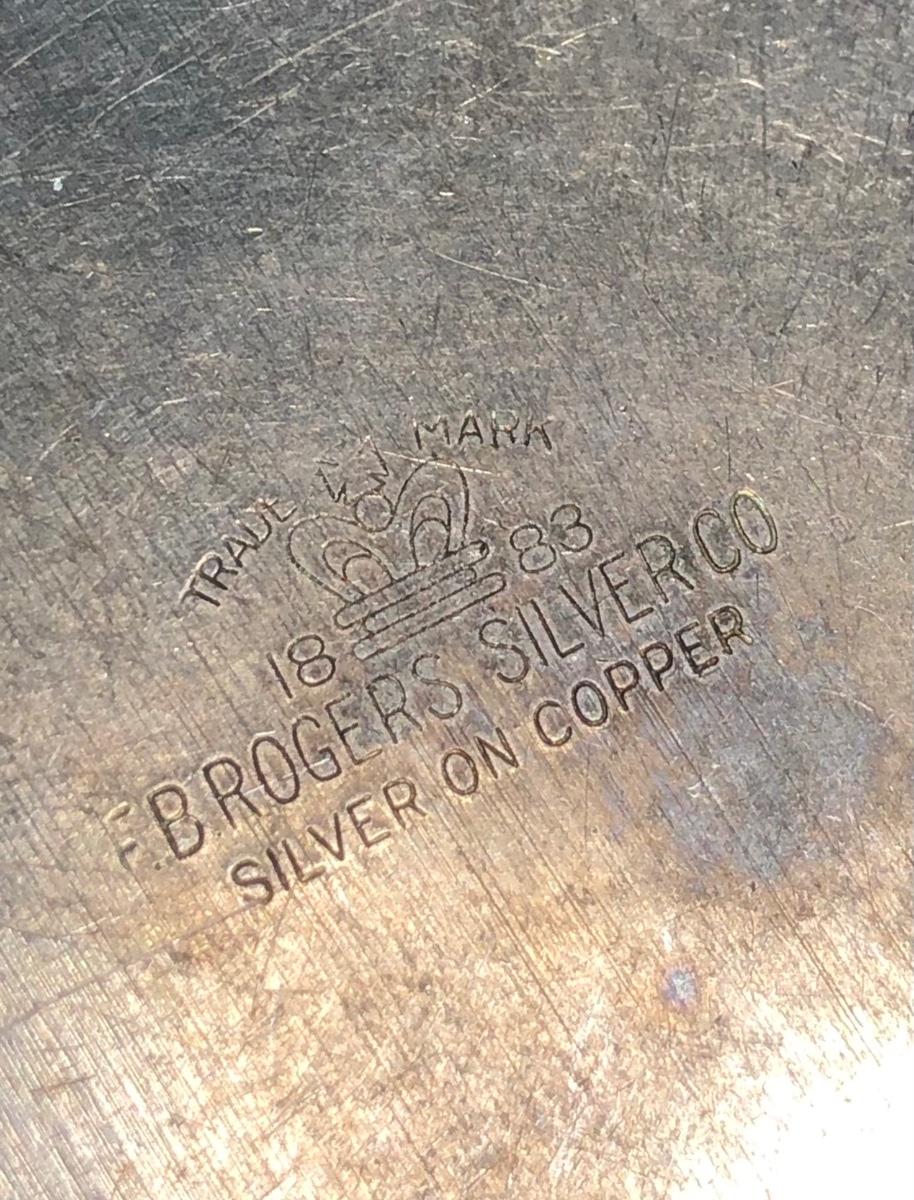 TRADE MARK
18 83
F.B. ROGERS SILVER CO
SILVER ON COPPER